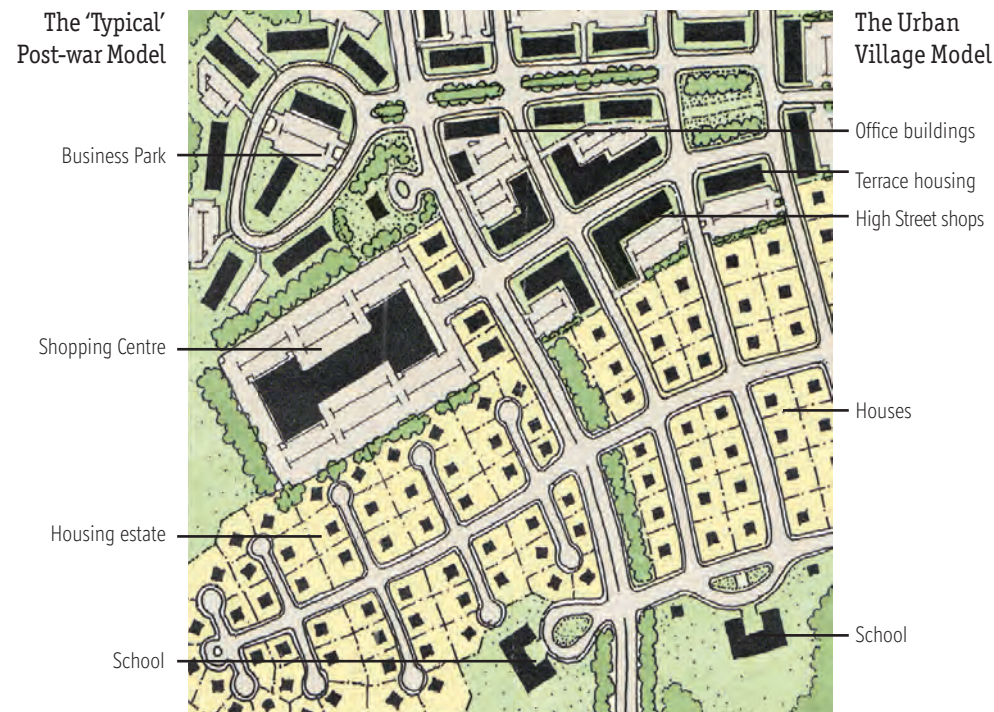 The ‘Typical’
Post-war Model
Business Park
Shopping Centre
Housing estate
School
The Urban
Village Model
Office buildings
Terrace housing
High Street shops
Houses
School